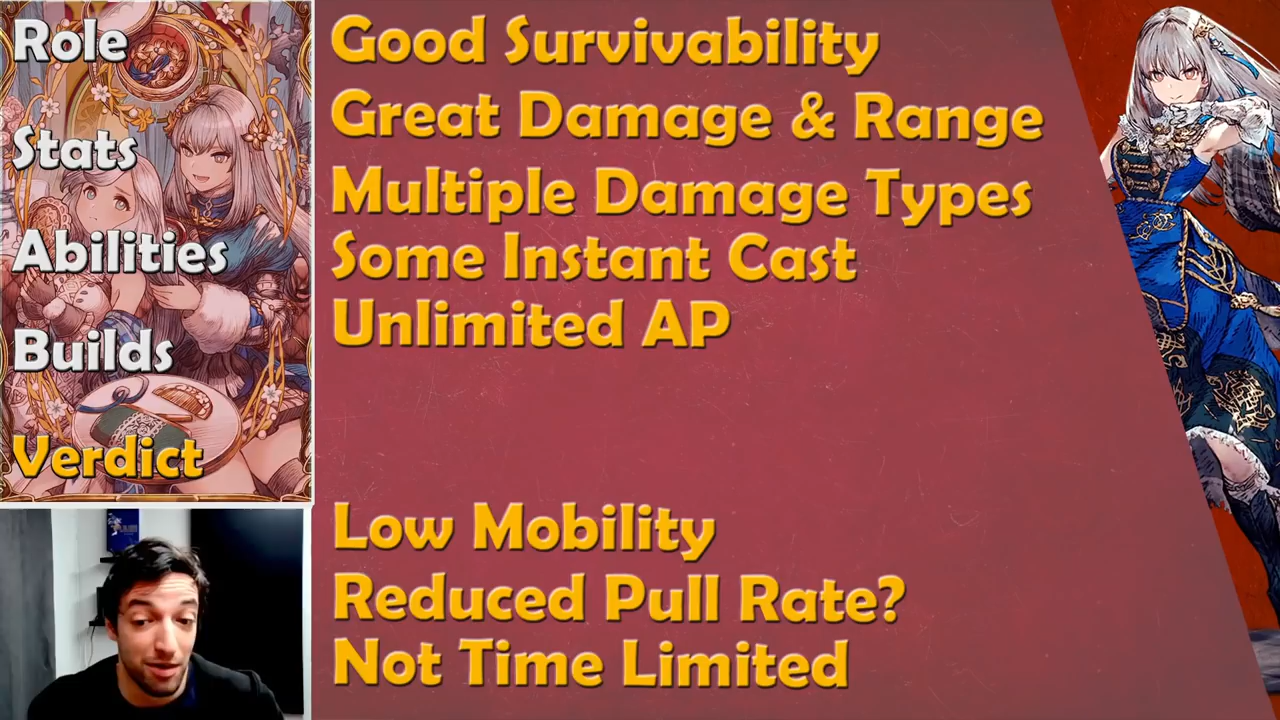 Role
Stats
Abilities
Builds
Verdict
Good Survivability
Great Damage & Range
Multiple Damage Types
Some Instant Cast
Unlimited AP
Low Mobility
Reduced Pull Rate?
Not Time Limited